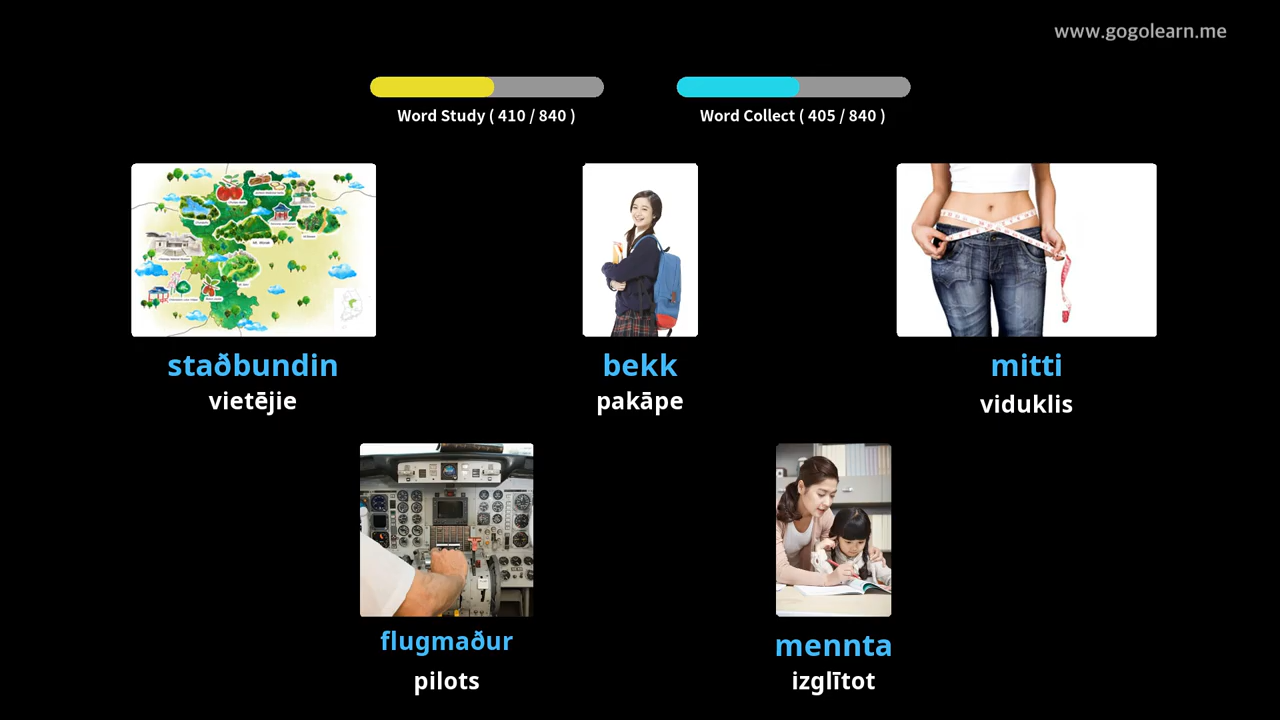 www.gogolearn.me
Word Study ( 410 / 840 )
Word Collect ( 405 / 840 )
staðbundin
vietējie
bekk
pakāpe
mitti
viduklis
flugmaður
pilots
mennta
izglītot